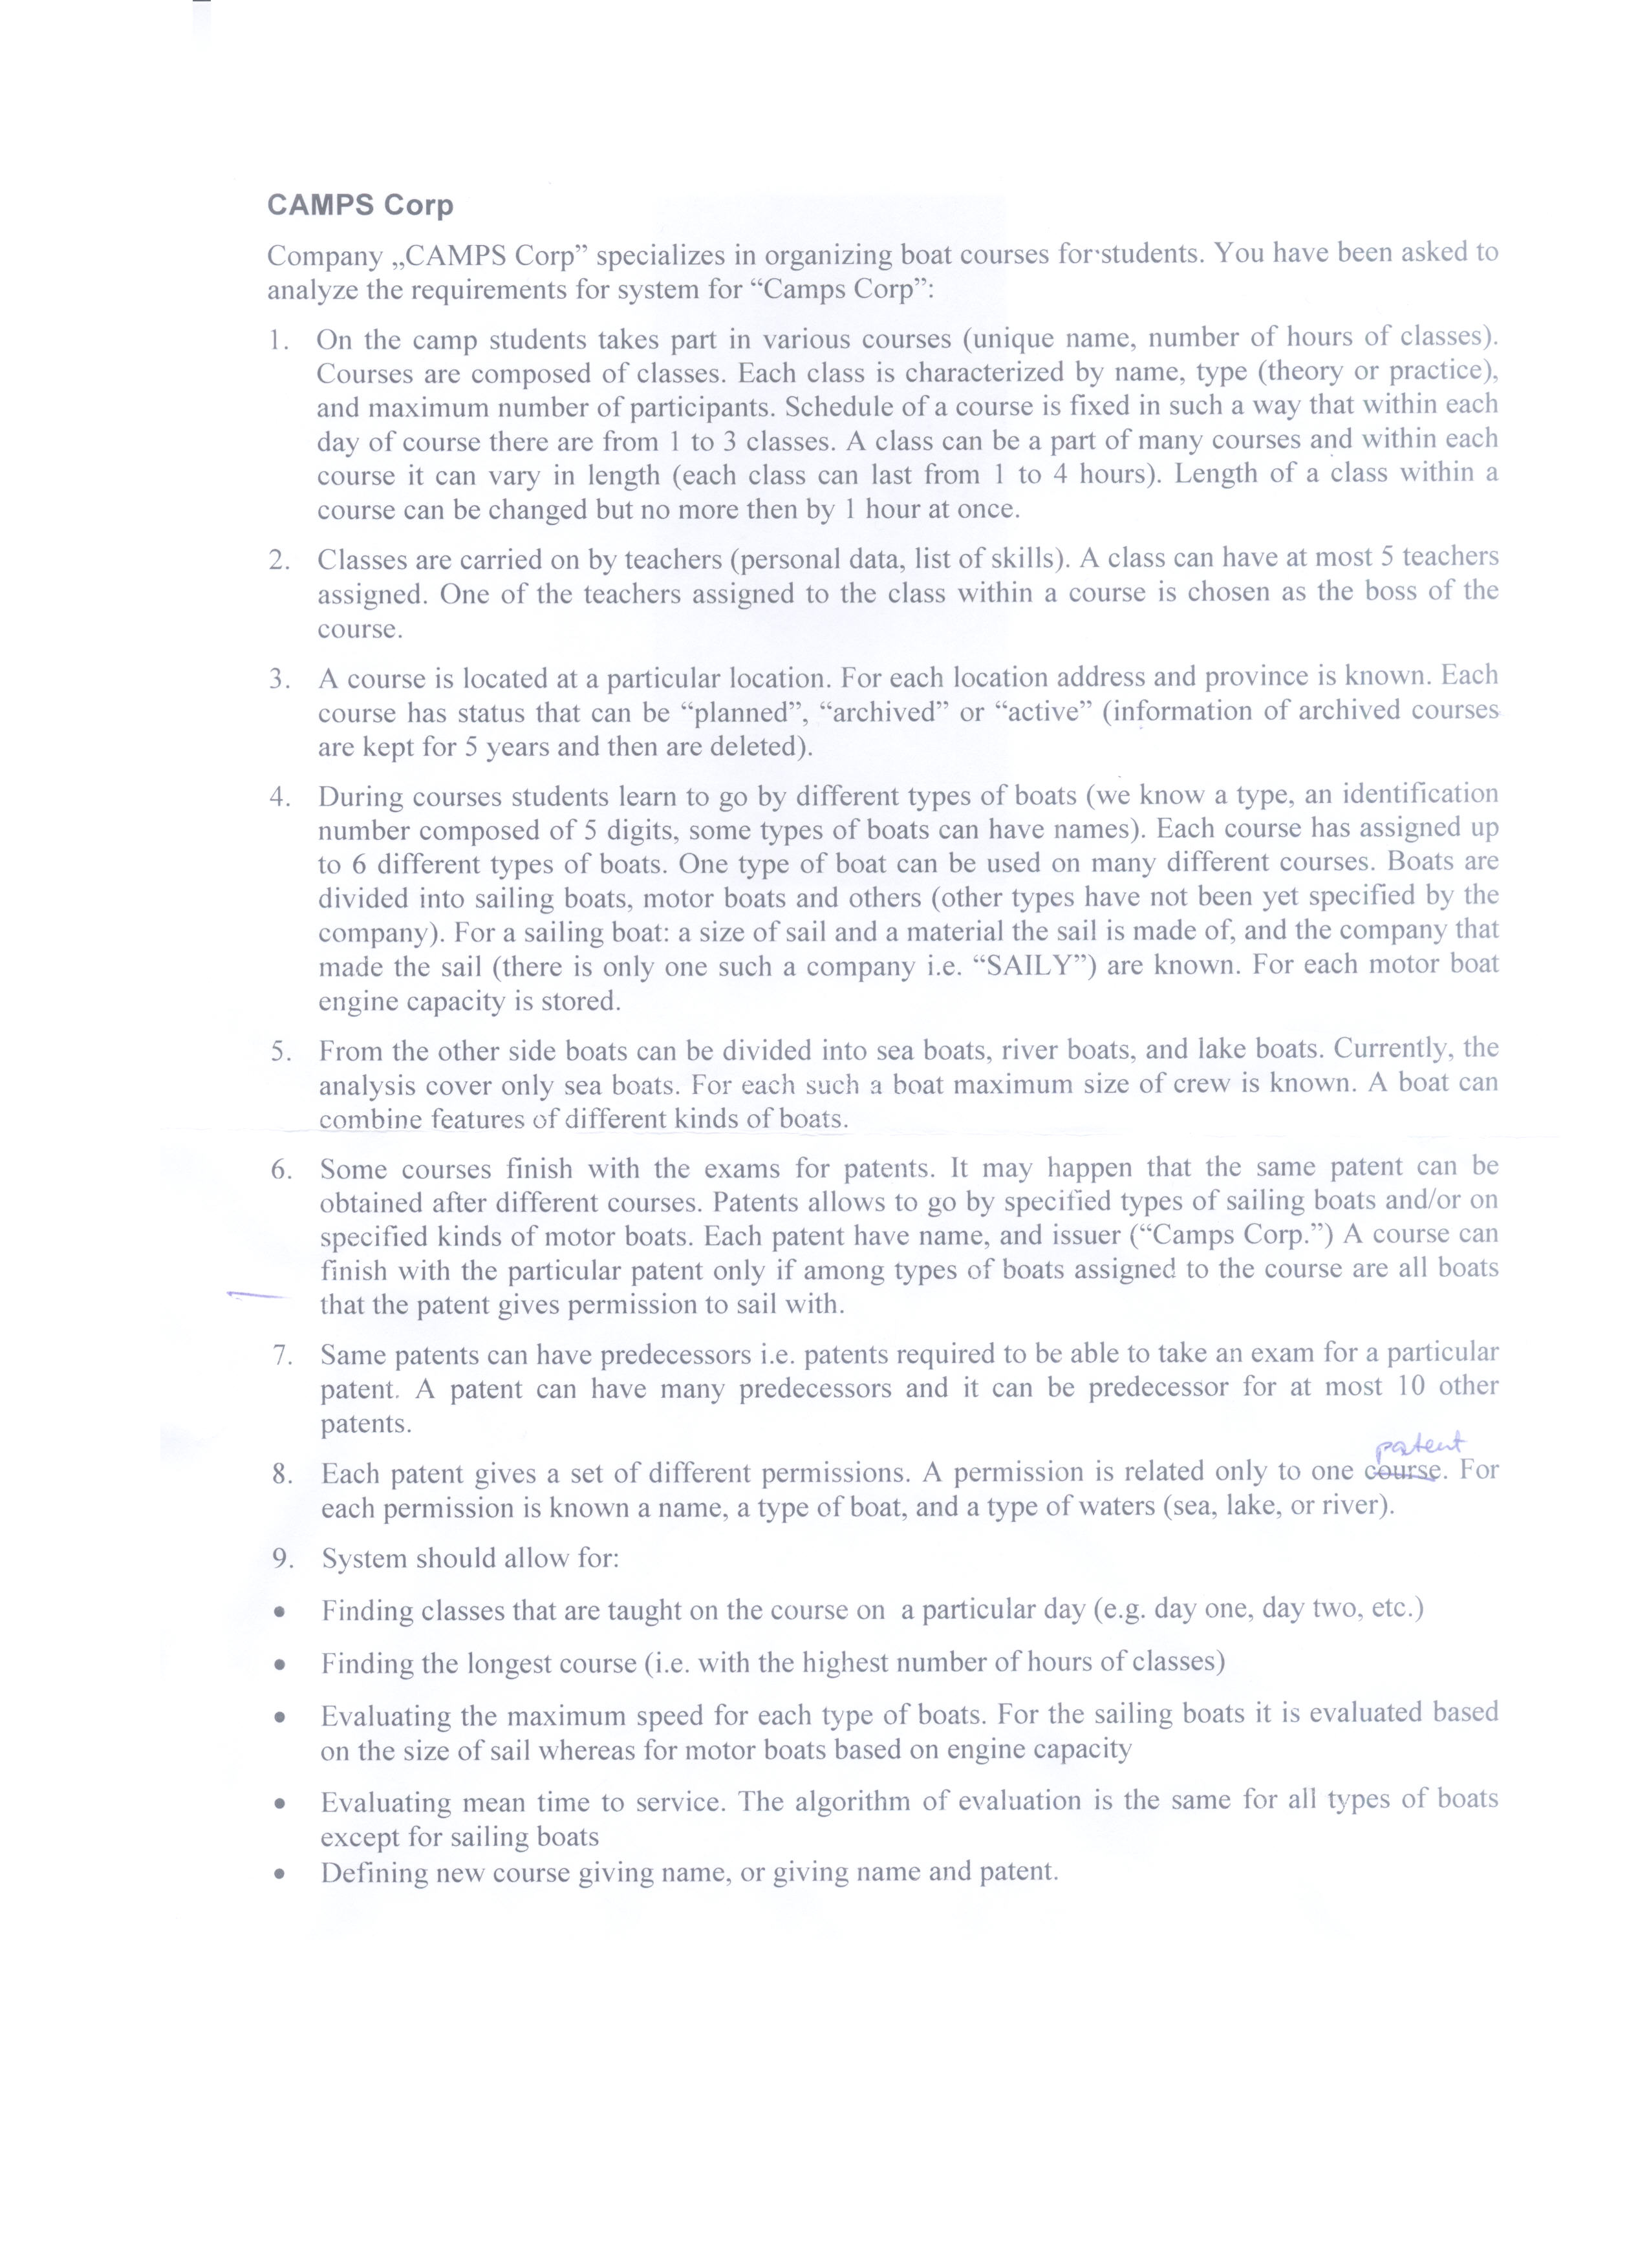 CAMPS Corp
Company „CAMPS Corp” specializes in organizing boat courses for students. You have been asked to
analyze the requirements for system for “Camps Corp”:
1. On the camp students takes part in various courses (unique name, number of hours of classes).
Courses are composed of classes. Each class is characterized by name, type (theory or practice),
and maximum number of participants. Schedule of a course is fixed in such a way that within each
day of course there are from 1 to 3 classes. A class can be a part of many courses and within each
course it can vary in length (each class can last from 1 to 4 hours). Length of a class within a
course can be changed but no more then by 1 hour at once.
2. Classes are carried on by teachers (personal data, list of skills). A class can have at most 5 teachers
assigned. One of the teachers assigned to the class within a course is chosen as the boss of the
course.
3. A course is located at a particular location. For each location address and province is known. Each
course has status that can be “planned”, “archived” or “active” (information of archived courses
are kept for 5 years and then are deleted).
4. During courses students learn to go by different types of boats (we know a type, an identification
number composed of 5 digits, some types of boats can have names). Each course has assigned up
to 6 different types of boats. One type of boat can be used on many different courses. Boats are
divided into sailing boats, motor boats and others (other types have not been yet specified by the
company). For a sailing boat: a size of sail and a material the sail is made of, and the company that
made the sail (there is only one such a company i.e. “SAILY”) are known. For each motor boat
engine capacity is stored.
5. From the other side boats can be divided into sea boats, river boats, and lake boats. Currently, the
analysis cover only sea boats. For each such a boat maximum size of crew is known. A boat can
combine features of different kinds of boats.
6. Some courses finish with the exams for patents. It may happen that the same patent can be
obtained after different courses. Patents allows to go by specified types of sailing boats and/or on
specified kinds of motor boats. Each patent have name, and issuer (“Camps Corp.”) A course can
finish with the particular patent only if among types of boats assigned to the course are all boats
that the patent gives permission to sail with.
7. Same patents can have predecessors i.e. patents required to be able to take an exam for a particular
patent. A patent can have many predecessors and it can be predecessor for at most 10 other
patents.
patent
8. Each patent gives a set of different permissions. A permission is related only to one course. For
each permission is known a name, a type of boat, and a type of waters (sea, lake, or river).
9. System should allow for:
• Finding classes that are taught on the course on a particular day (e.g. day one, day two, etc.)
• Finding the longest course (i.e. with the highest number of hours of classes)
• Evaluating the maximum speed for each type of boats. For the sailing boats it is evaluated based
on the size of sail whereas for motor boats based on engine capacity
• Evaluating mean time to service. The algorithm of evaluation is the same for all types of boats
except for sailing boats
• Defining new course giving name, or giving name and patent.